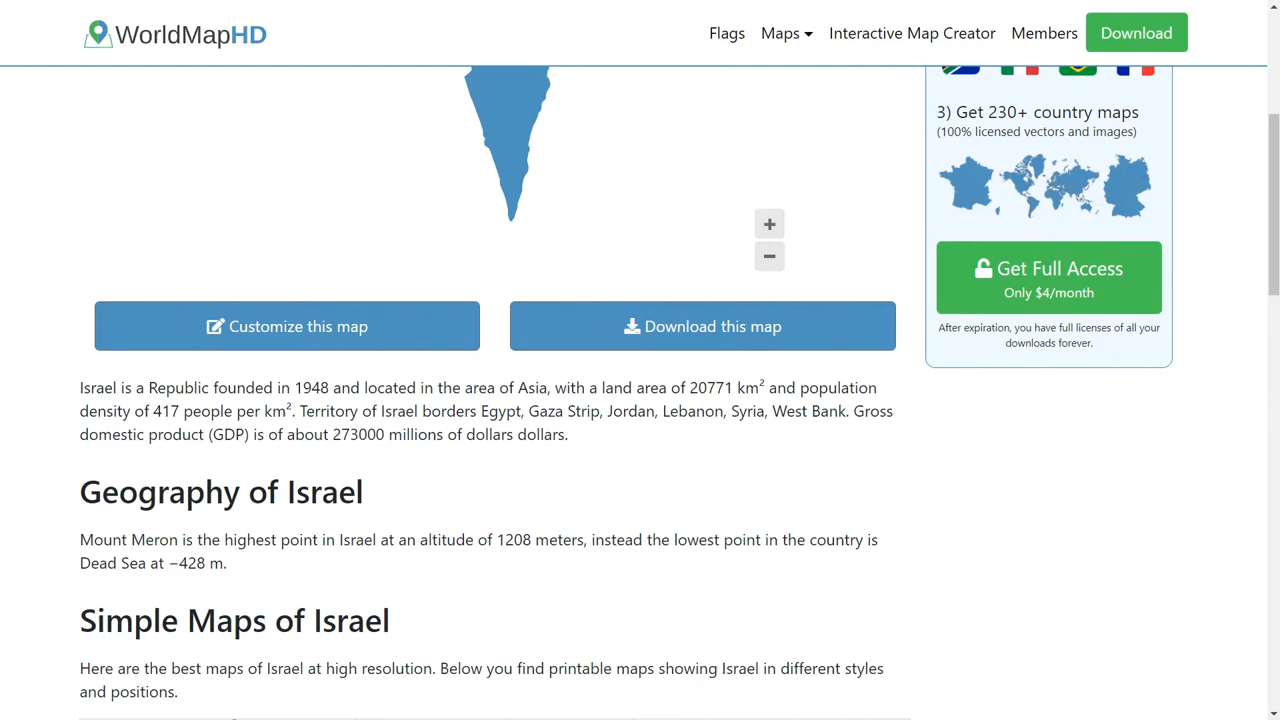 WorldMapHD
Flags Maps Interactive Map Creator Members Download
3) Get 230+ country maps
(100% licensed vectors and images)
Get Full Access
Only $4/month
After expiration, you have full licenses of all your
downloads forever.
+
−
Customize this map
Download this map
Israel is a Republic founded in 1948 and located in the area of Asia, with a land area of 20771 km² and population
density of 417 people per km². Territory of Israel borders Egypt, Gaza Strip, Jordan, Lebanon, Syria, West Bank. Gross
domestic product (GDP) is of about 273000 millions of dollars dollars.
Geography of Israel
Mount Meron is the highest point in Israel at an altitude of 1208 meters, instead the lowest point in the country is
Dead Sea at −428 m.
Simple Maps of Israel
Here are the best maps of Israel at high resolution. Below you find printable maps showing Israel in different styles
and positions.